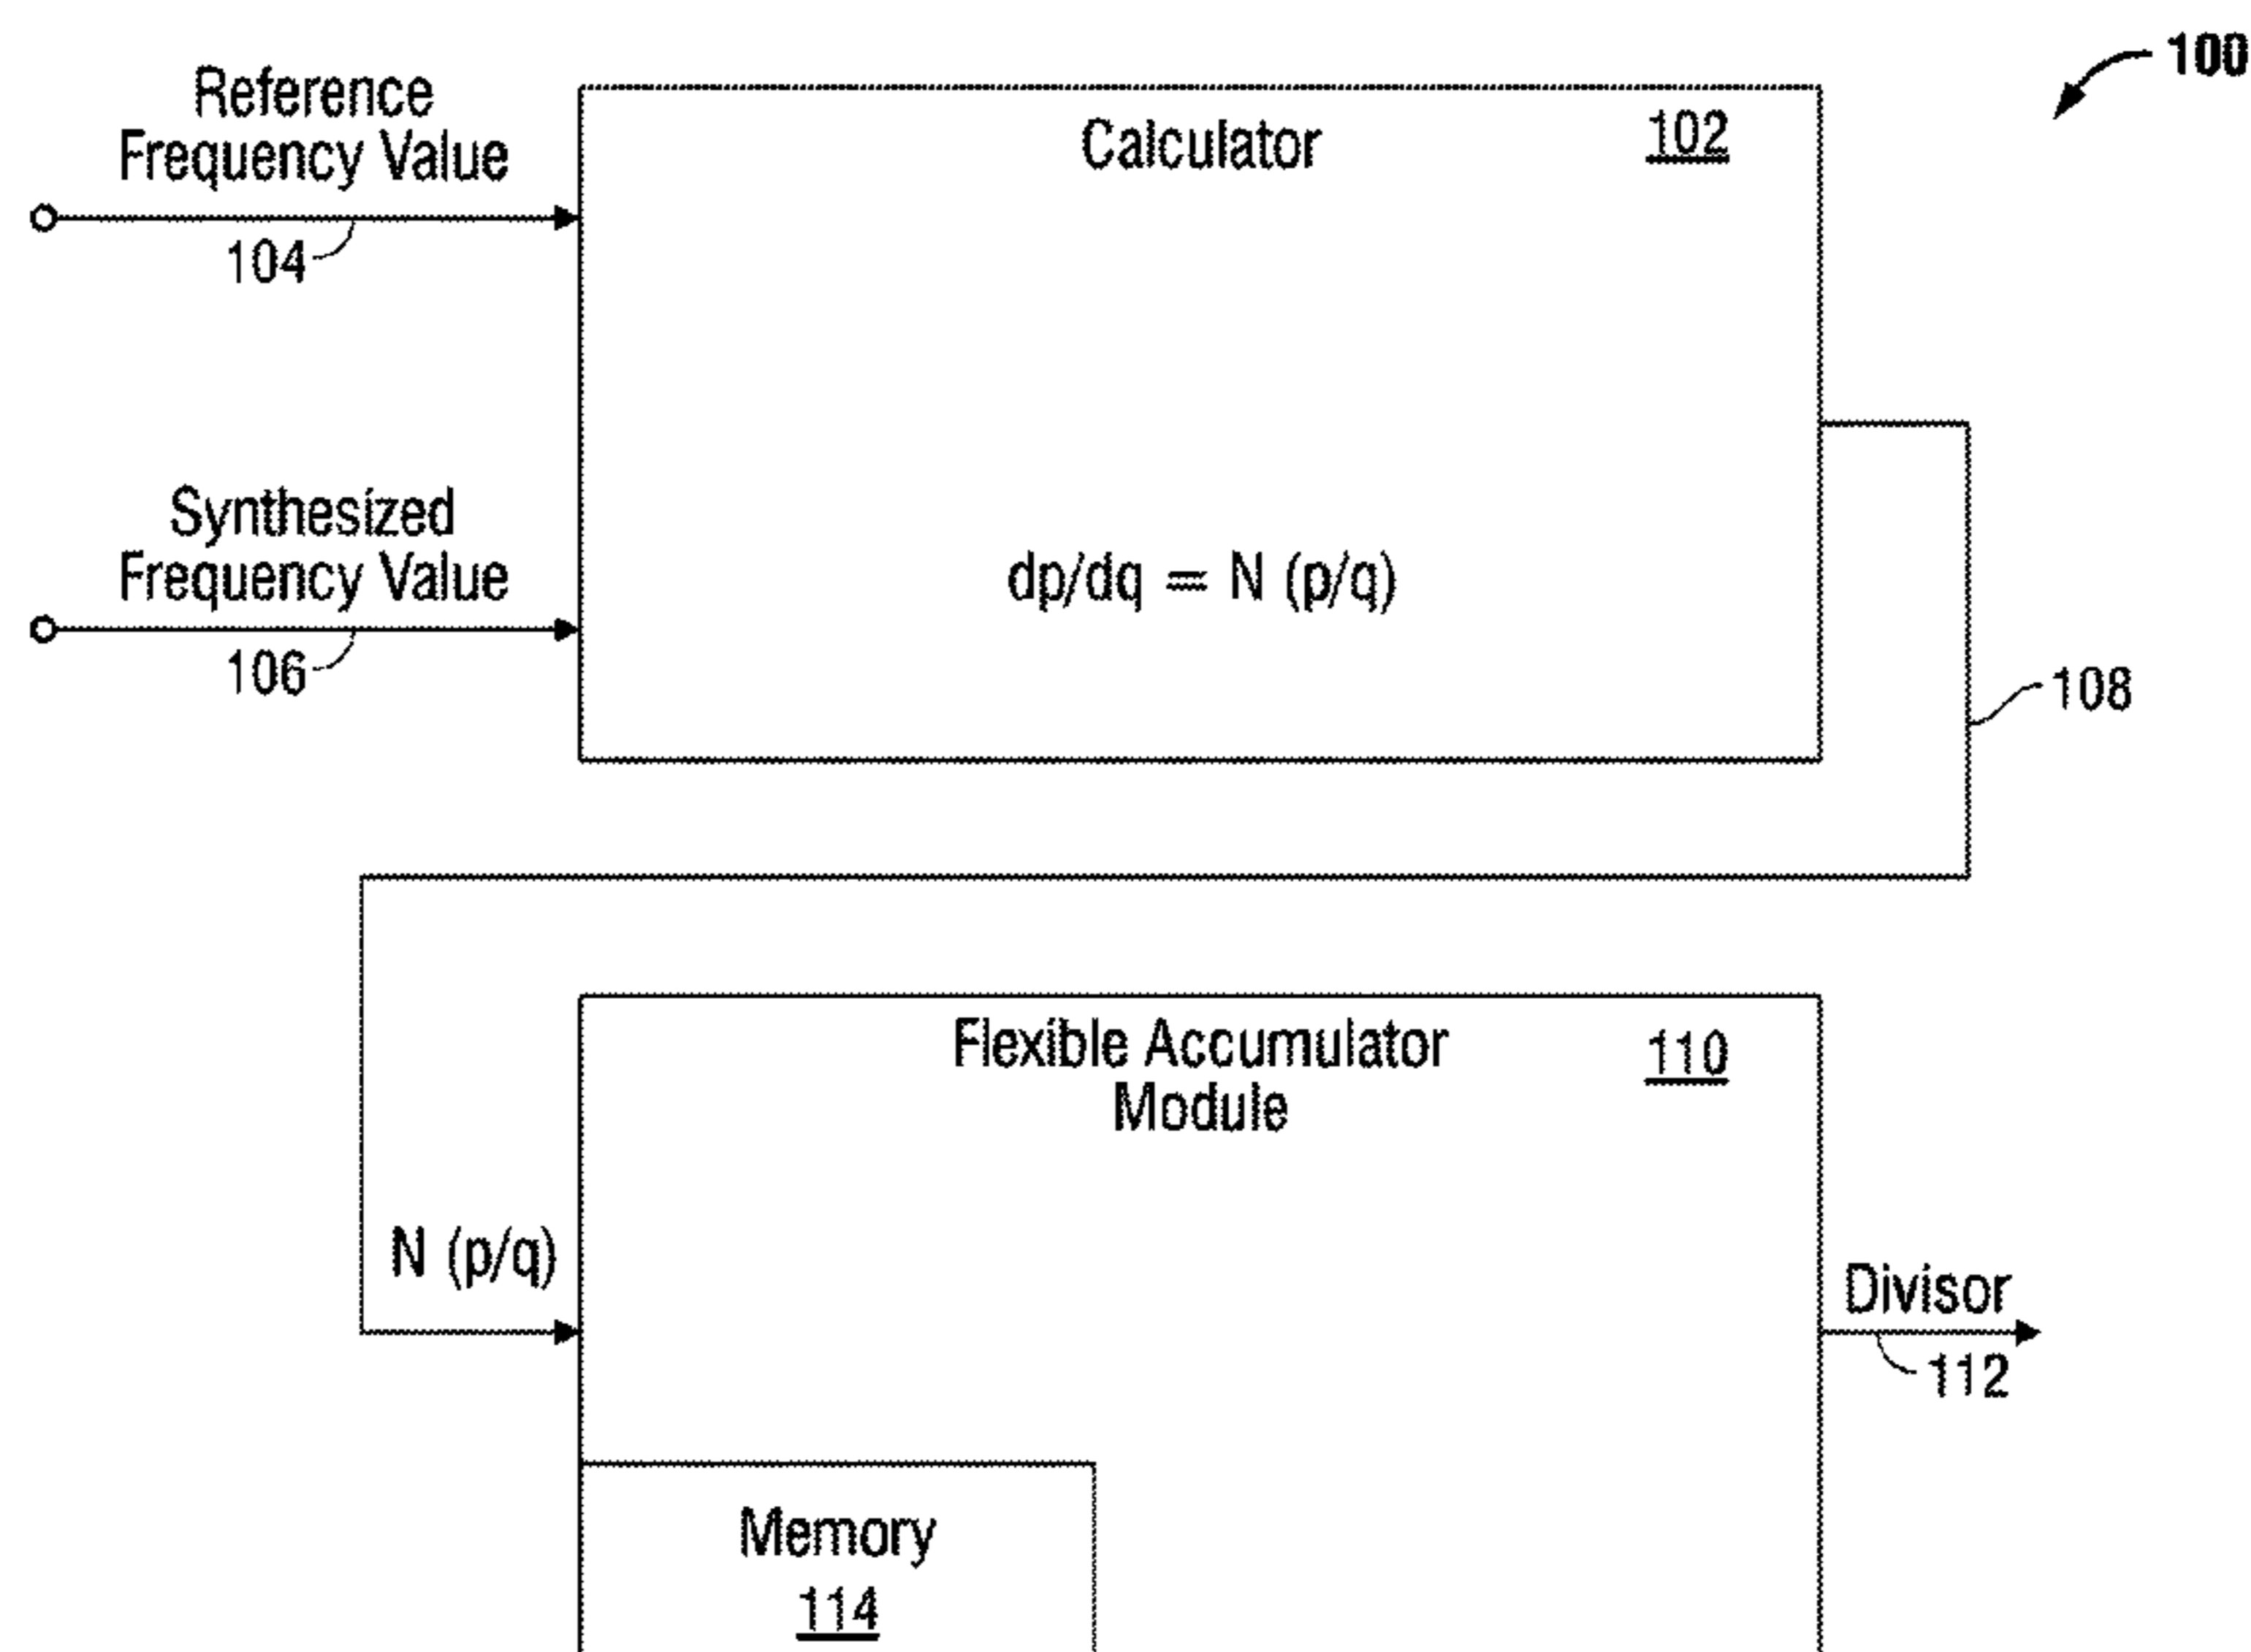 100
Reference
Frequency Value
104
Calculator
102
Synthesized
Frequency Value
106
dp/dq = N (p/q)
108
Flexible Accumulator
Module
110
N (p/q)
Divisor
112
Memory
114